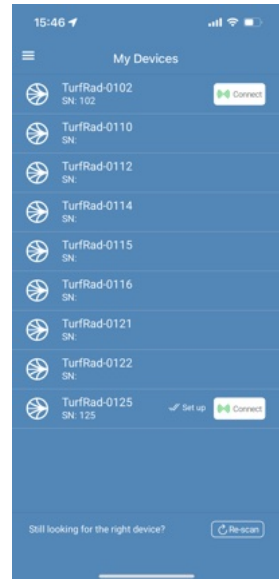 15:46
My Devices
TurfRad-0102
SN: 102
Connect
TurfRad-0110
SN:
TurfRad-0112
SN:
TurfRad-0114
SN:
TurfRad-0115
SN:
TurfRad-0116
SN:
TurfRad-0121
SN:
TurfRad-0122
SN:
TurfRad-0125
SN: 125
Set up
Connect
Still looking for the right device?
Re-scan